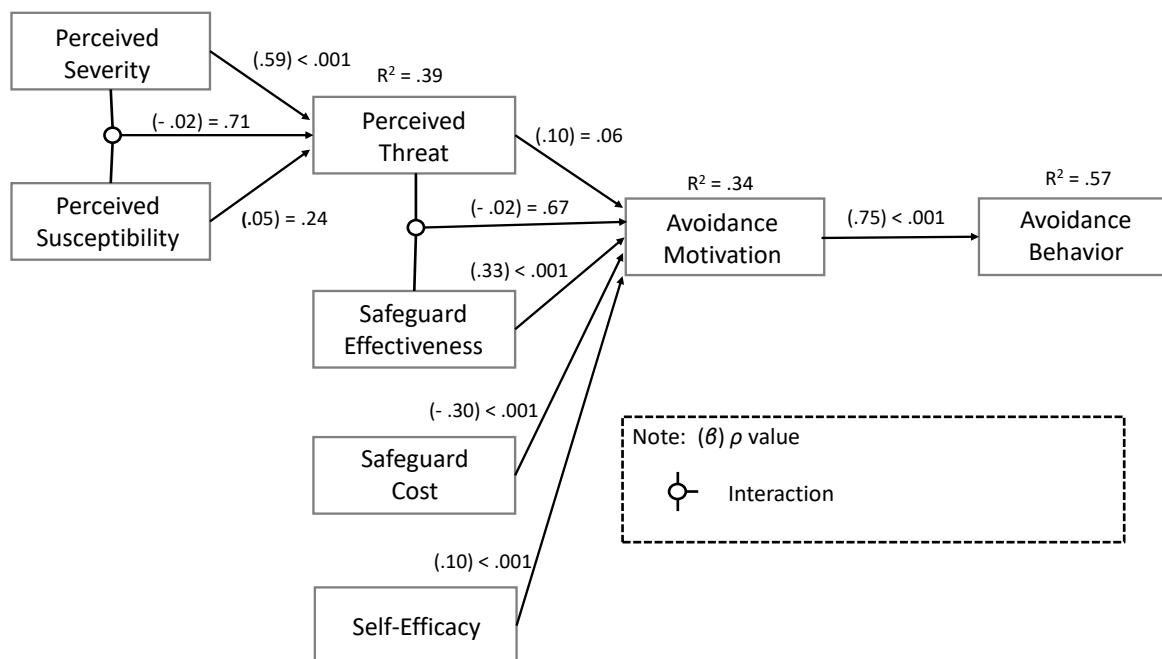 Perceived
Severity
(.59) < .001
R² = .39
(- .02) = .71
Perceived
Threat
(.10) = .06
Perceived
Susceptibility
(.05) = .24
R² = .34
R² = .57
(- .02) = .67
Avoidance
Motivation
(.75) < .001
Avoidance
Behavior
(.33) < .001
Safeguard
Effectiveness
(- .30) < .001
Safeguard
Cost
Note: (β) ρ value
Interaction
(.10) < .001
Self-Efficacy